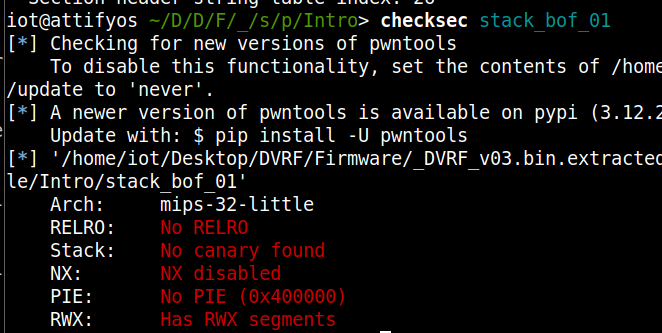 Section header string table index: 26
iot@attifyos ~/D/D/F/_/s/p/Intro> checksec stack_bof_01
[*] Checking for new versions of pwntools
To disable this functionality, set the contents of /home
/update to 'never'.
[*] A newer version of pwntools is available on pypi (3.12.2
Update with: $ pip install -U pwntools
[*] '/home/iot/Desktop/DVRF/Firmware/_DVRF_v03.bin.extracted
le/Intro/stack_bof_01'
Arch: mips-32-little
RELRO: No RELRO
Stack: No canary found
NX: NX disabled
PIE: No PIE (0x400000)
RWX: Has RWX segments